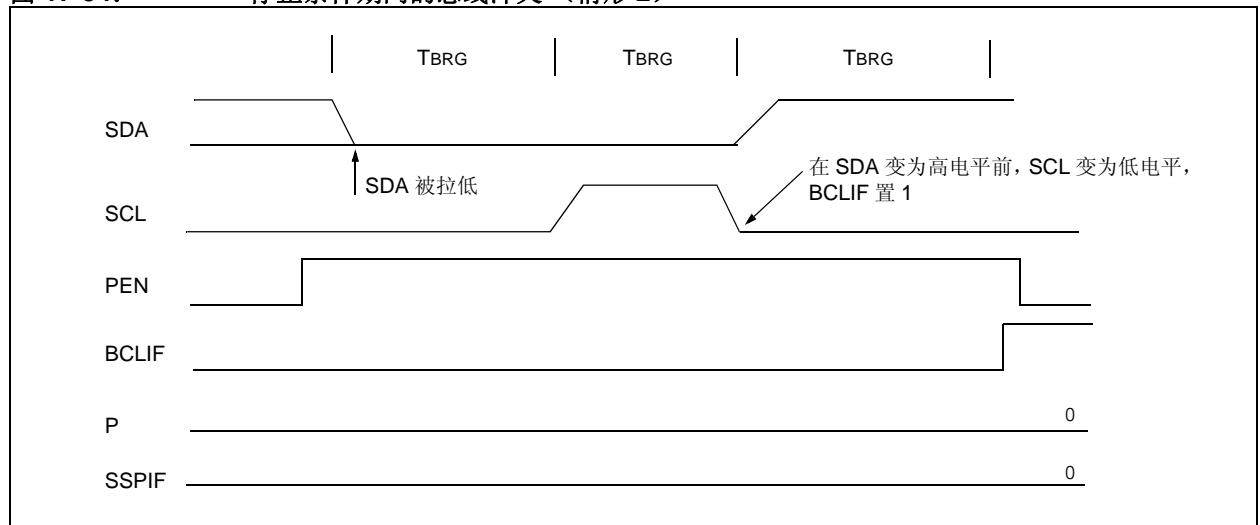 TBRG TBRG TBRG
SDA
SDA 被拉低
在 SDA 变为高电平前，SCL 变为低电平，
BCLIF 置 1
SCL
PEN
BCLIF
P 0
SSPIF 0